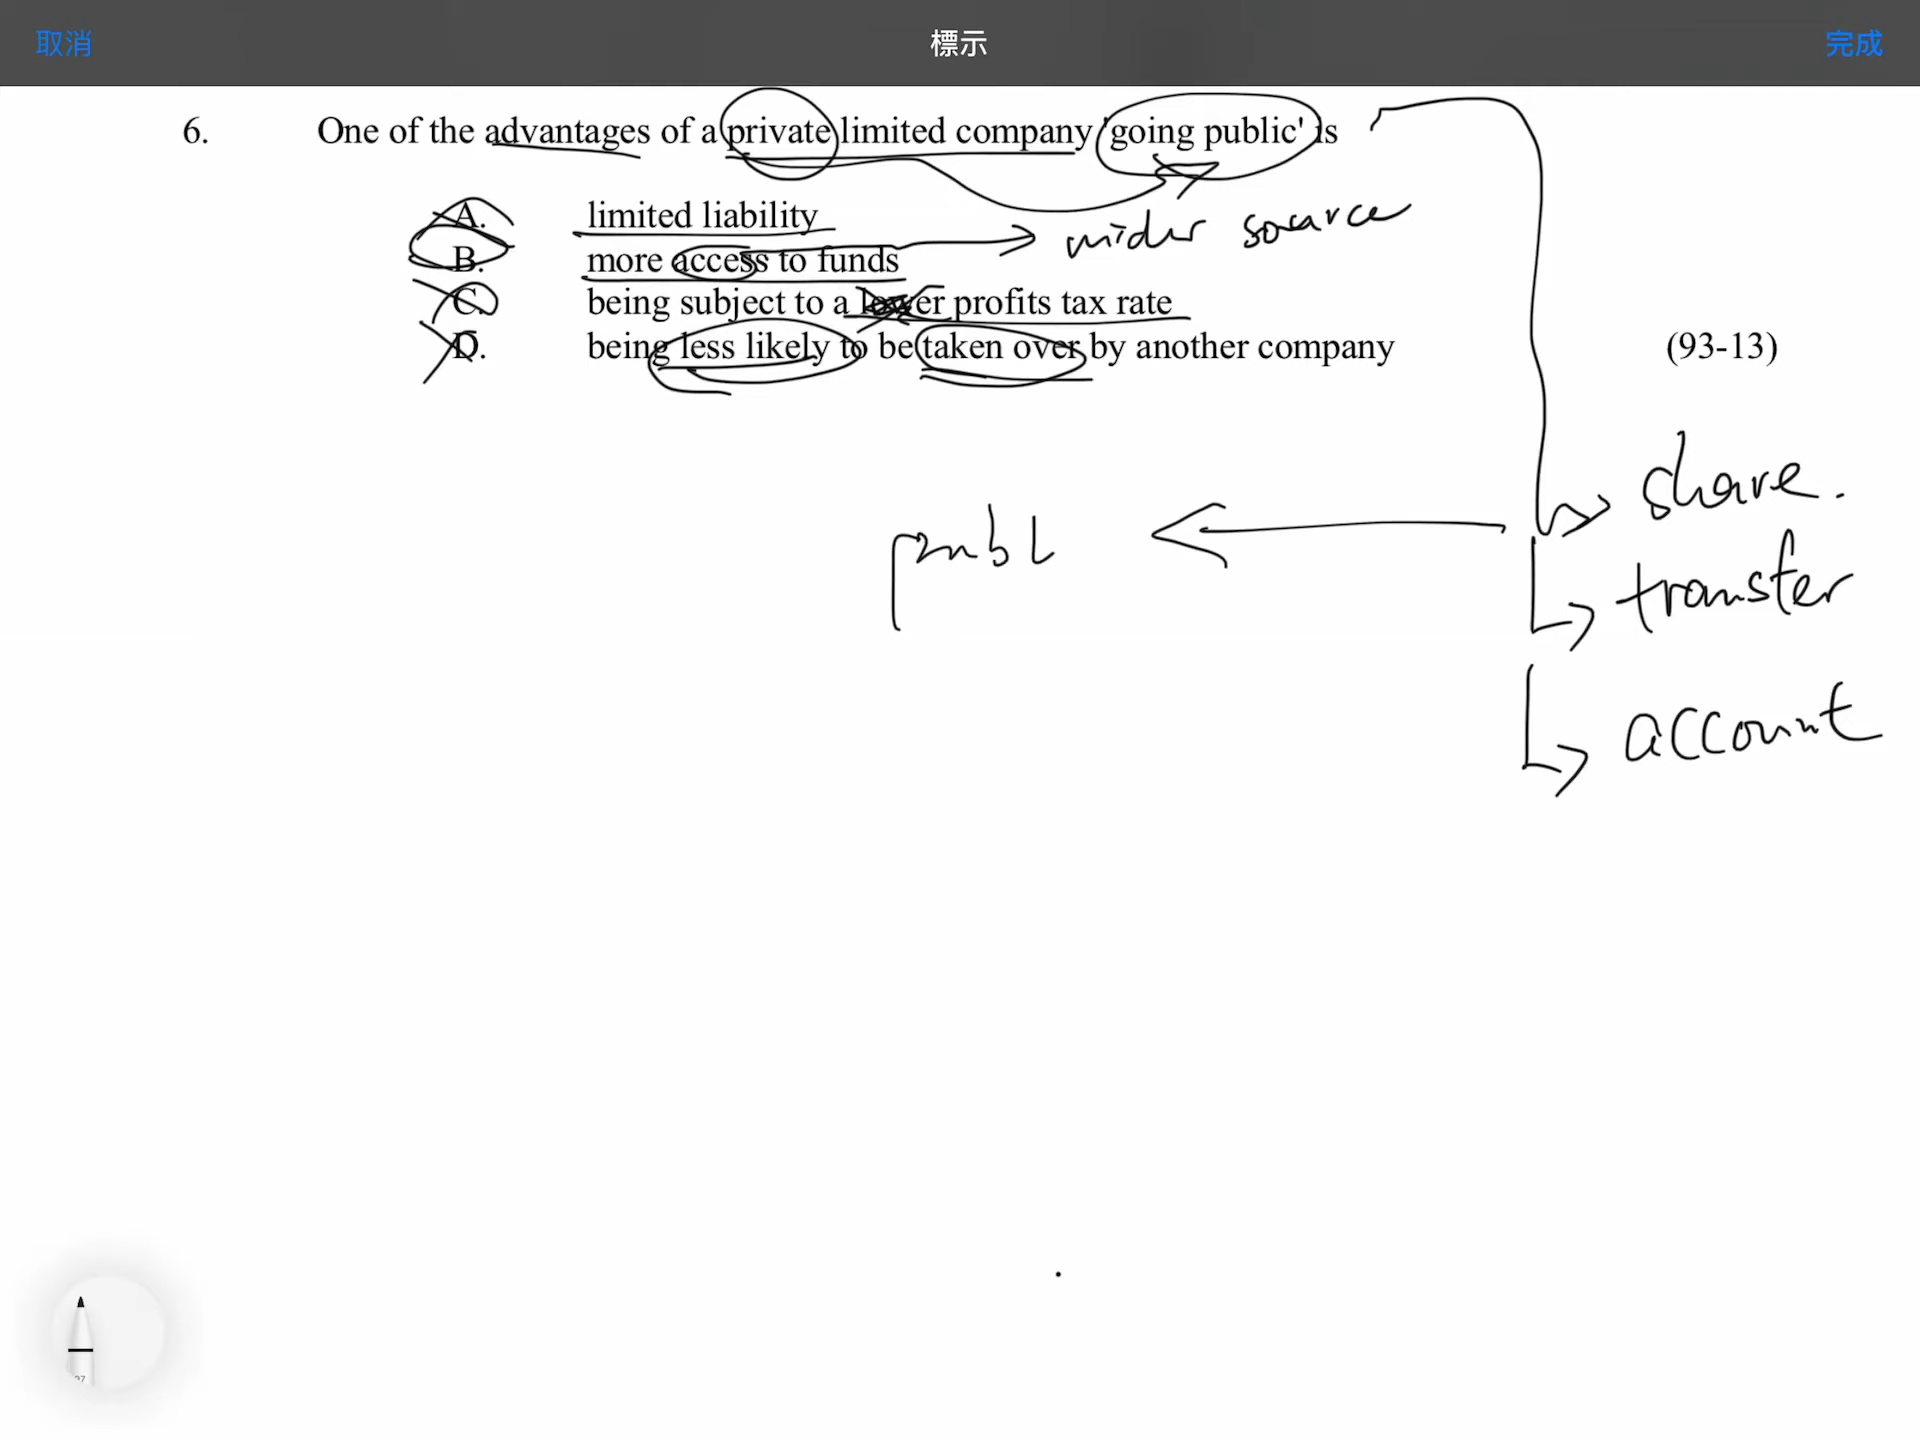 取消 標示 完成
6. One of the advantages of a private limited company 'going public' is
A. limited liability
wider source
B. more access to funds
C. being subject to a lower profits tax rate
D. being less likely to be taken over by another company (93-13)
share.
publ
transfer
account
97